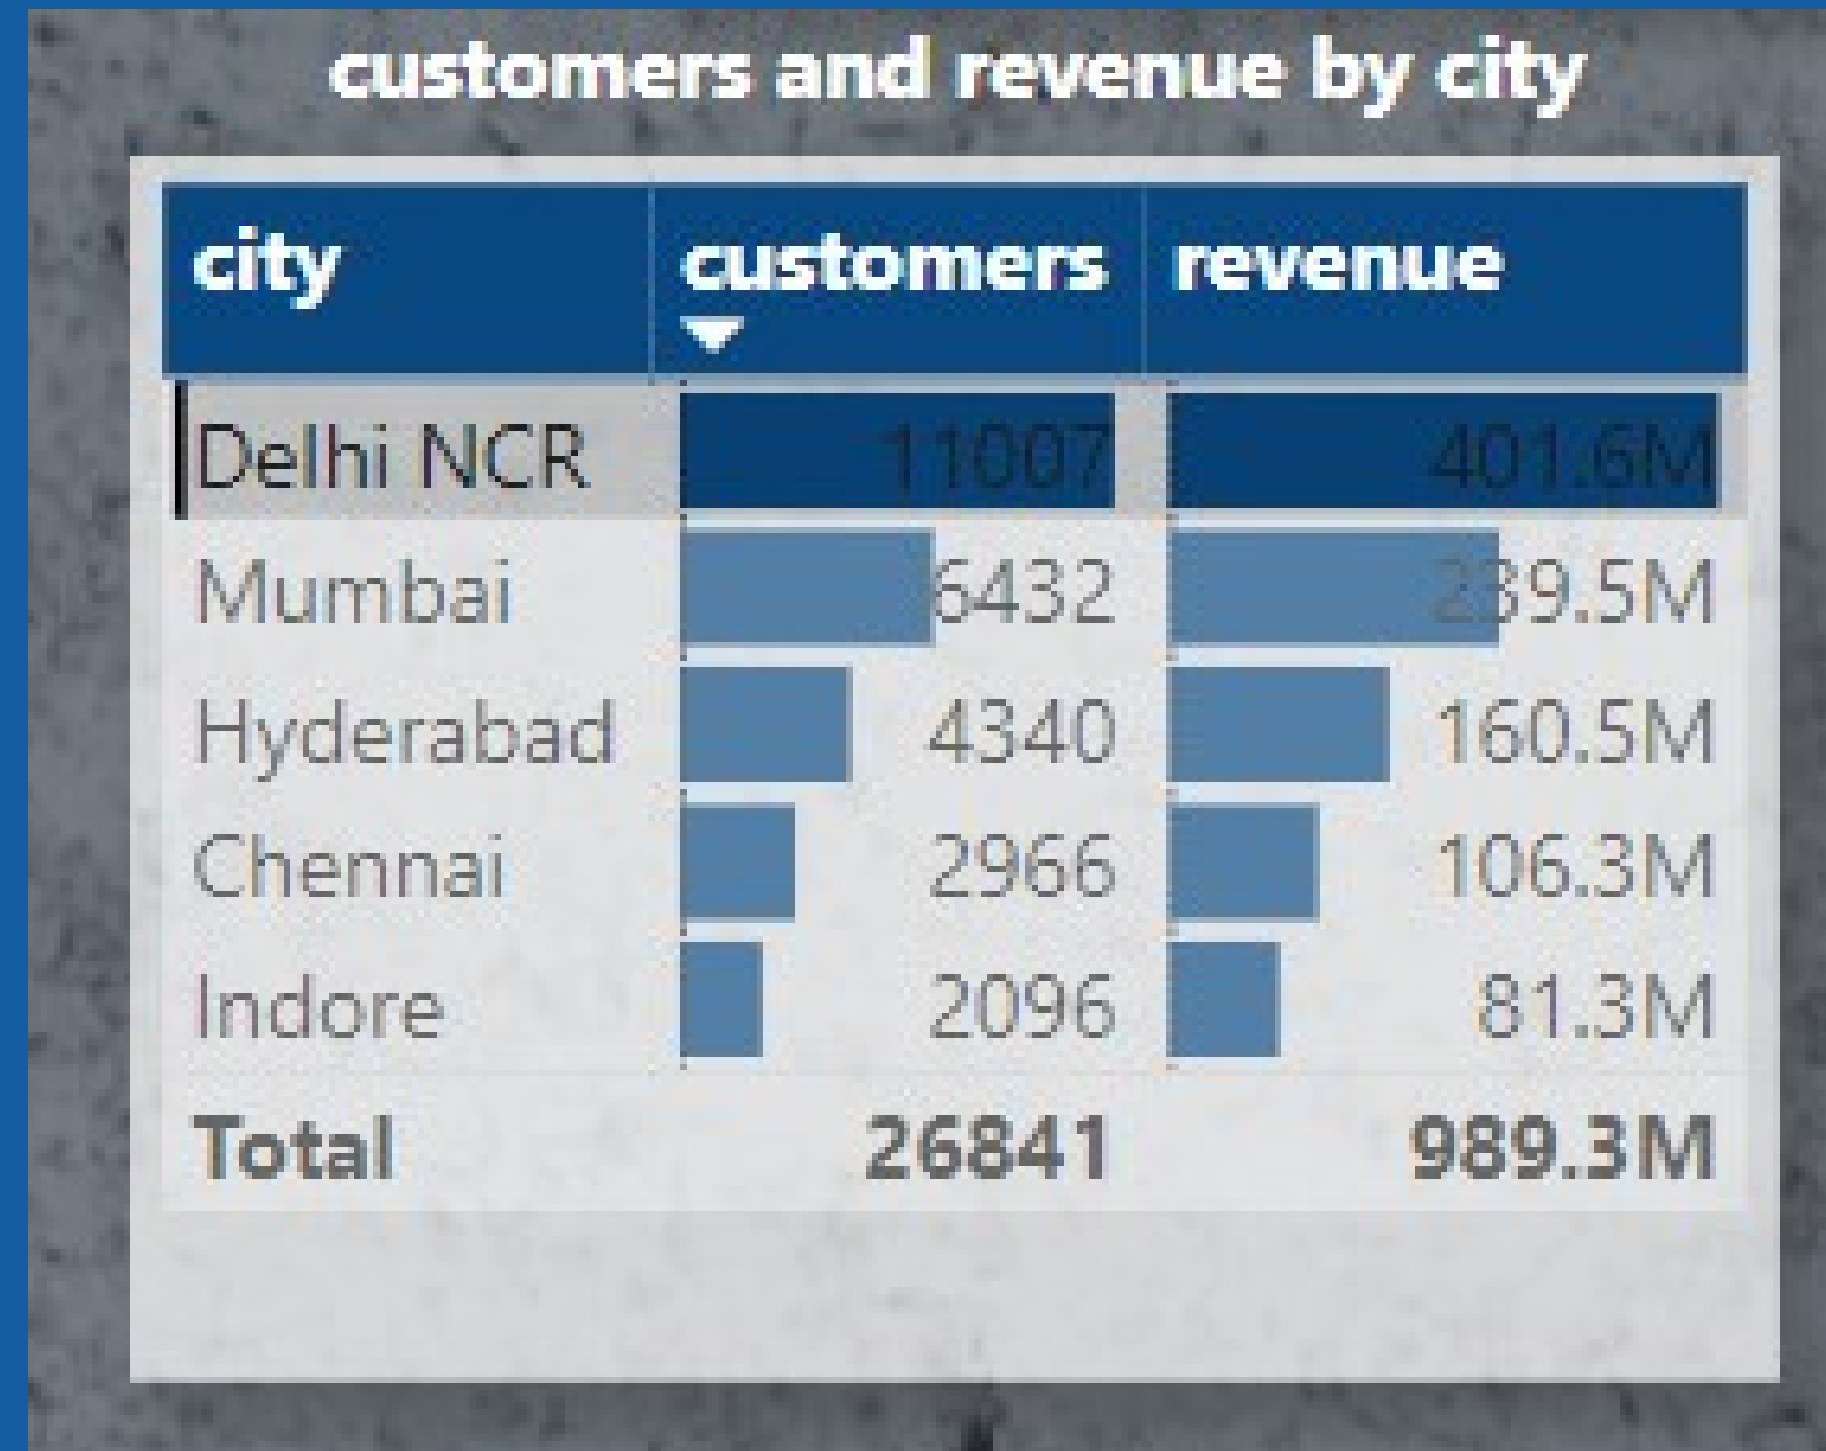 customers and revenue by city
city customers revenue
Delhi NCR 11007 401.6M
Mumbai 6432 239.5M
Hyderabad 4340 160.5M
Chennai 2966 106.3M
Indore 2096 81.3M
Total 26841 989.3M